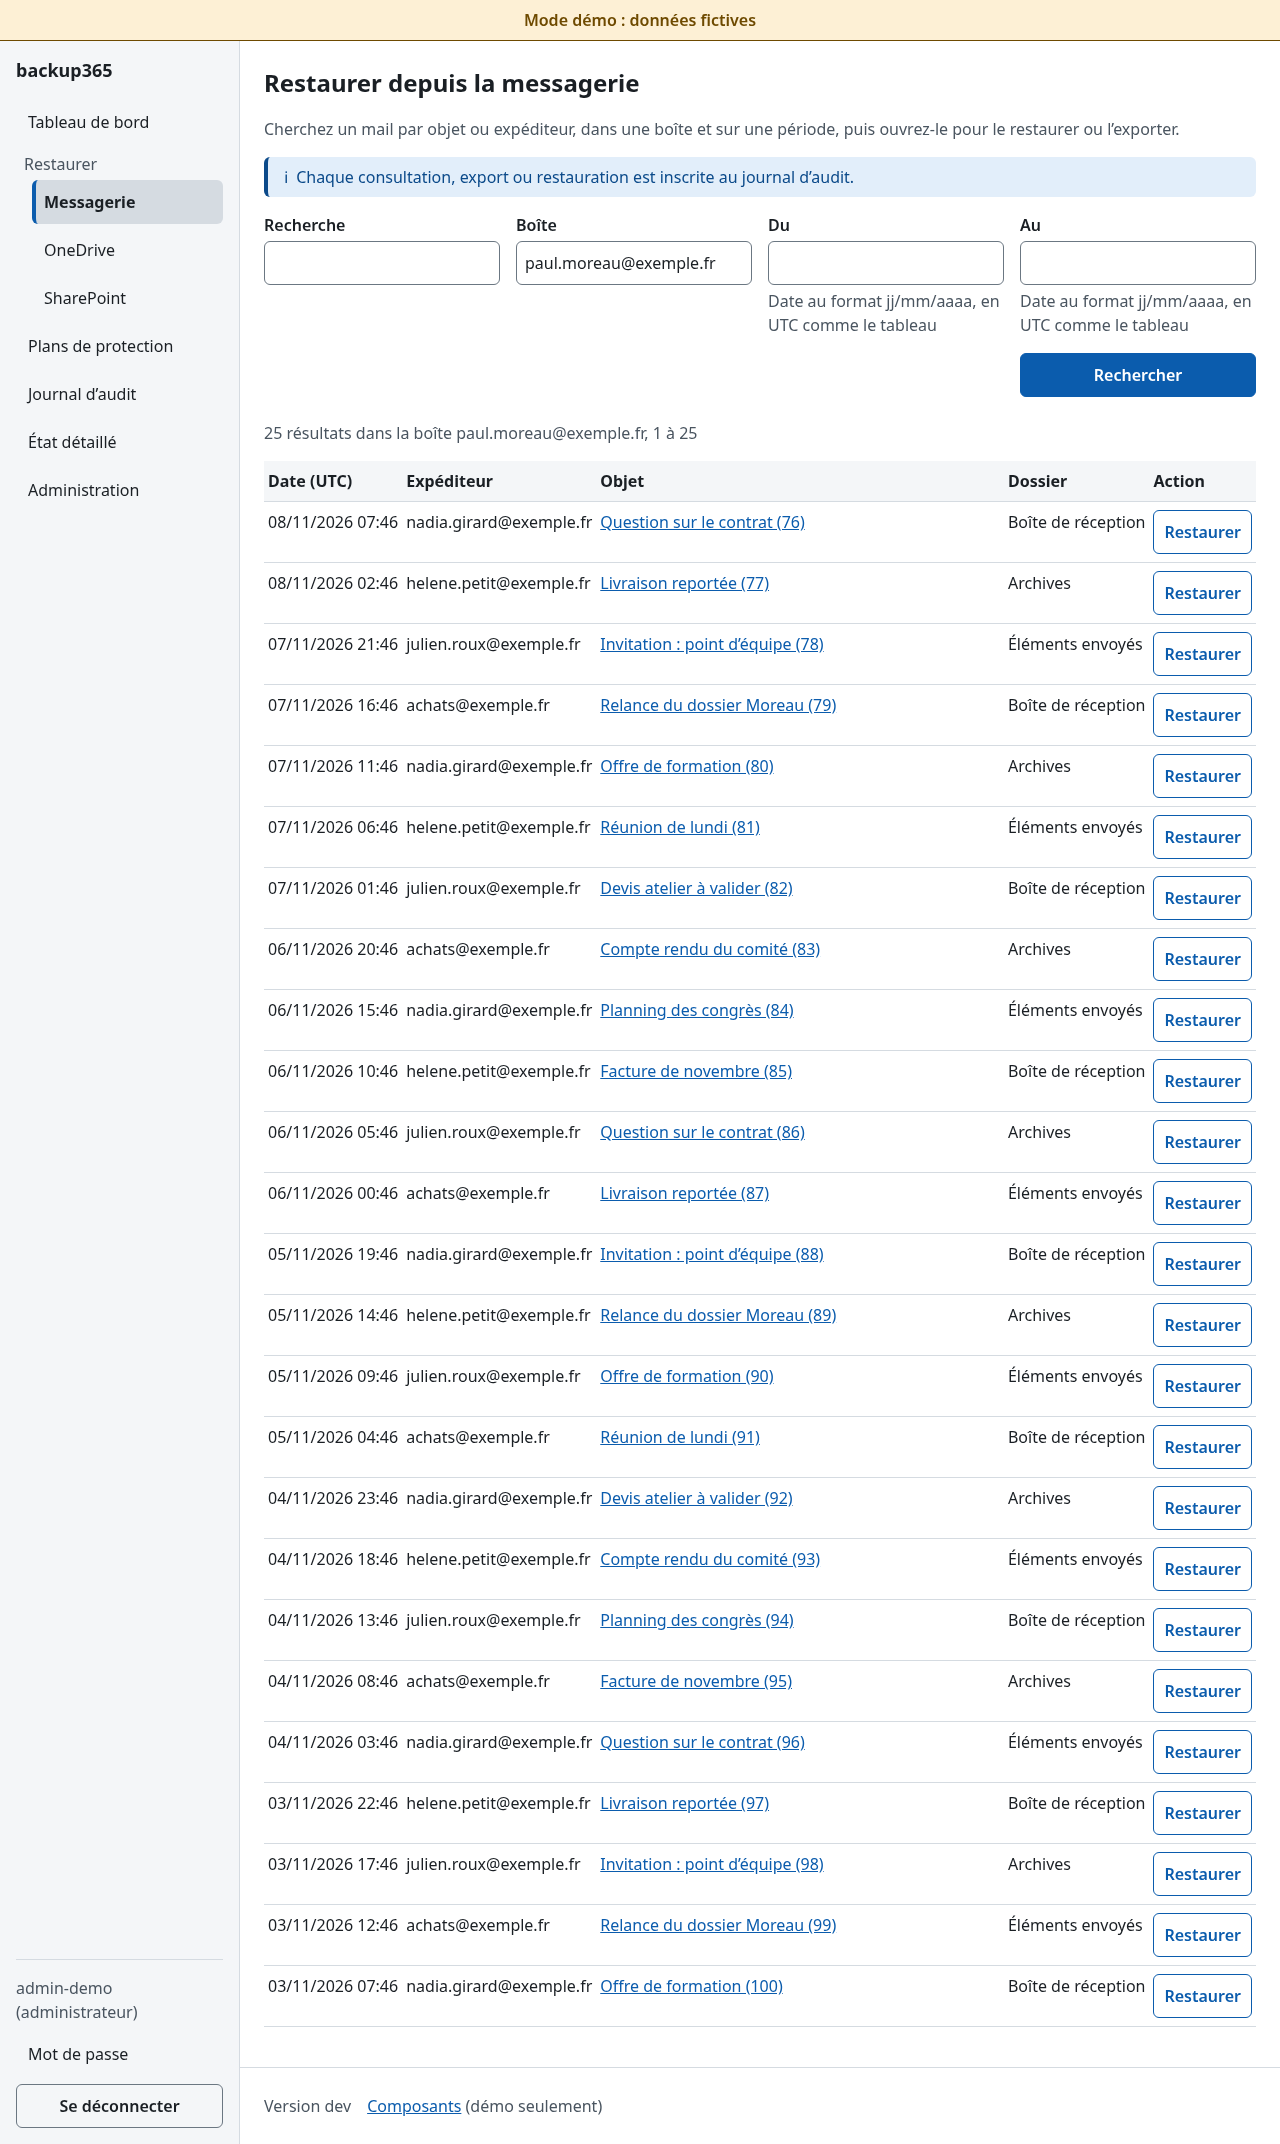 Mode démo : données fictives
backup365
Tableau de bord
Restaurer
Messagerie
OneDrive
SharePoint
Plans de protection
Journal d’audit
État détaillé
Administration
admin-demo
(administrateur)
Mot de passe
Se déconnecter
Restaurer depuis la messagerie
Cherchez un mail par objet ou expéditeur, dans une boîte et sur une période, puis ouvrez-le pour le restaurer ou l’exporter.
i Chaque consultation, export ou restauration est inscrite au journal d’audit.
Recherche Boîte Du Au
paul.moreau@exemple.fr
Date au format jj/mm/aaaa, en Date au format jj/mm/aaaa, en
UTC comme le tableau UTC comme le tableau
Rechercher
25 résultats dans la boîte paul.moreau@exemple.fr, 1 à 25
Date (UTC) Expéditeur Objet Dossier Action
08/11/2026 07:46 nadia.girard@exemple.fr Question sur le contrat (76) Boîte de réception Restaurer
08/11/2026 02:46 helene.petit@exemple.fr Livraison reportée (77) Archives Restaurer
07/11/2026 21:46 julien.roux@exemple.fr Invitation : point d’équipe (78) Éléments envoyés Restaurer
07/11/2026 16:46 achats@exemple.fr Relance du dossier Moreau (79) Boîte de réception Restaurer
07/11/2026 11:46 nadia.girard@exemple.fr Offre de formation (80) Archives Restaurer
07/11/2026 06:46 helene.petit@exemple.fr Réunion de lundi (81) Éléments envoyés Restaurer
07/11/2026 01:46 julien.roux@exemple.fr Devis atelier à valider (82) Boîte de réception Restaurer
06/11/2026 20:46 achats@exemple.fr Compte rendu du comité (83) Archives Restaurer
06/11/2026 15:46 nadia.girard@exemple.fr Planning des congrès (84) Éléments envoyés Restaurer
06/11/2026 10:46 helene.petit@exemple.fr Facture de novembre (85) Boîte de réception Restaurer
06/11/2026 05:46 julien.roux@exemple.fr Question sur le contrat (86) Archives Restaurer
06/11/2026 00:46 achats@exemple.fr Livraison reportée (87) Éléments envoyés Restaurer
05/11/2026 19:46 nadia.girard@exemple.fr Invitation : point d’équipe (88) Boîte de réception Restaurer
05/11/2026 14:46 helene.petit@exemple.fr Relance du dossier Moreau (89) Archives Restaurer
05/11/2026 09:46 julien.roux@exemple.fr Offre de formation (90) Éléments envoyés Restaurer
05/11/2026 04:46 achats@exemple.fr Réunion de lundi (91) Boîte de réception Restaurer
04/11/2026 23:46 nadia.girard@exemple.fr Devis atelier à valider (92) Archives Restaurer
04/11/2026 18:46 helene.petit@exemple.fr Compte rendu du comité (93) Éléments envoyés Restaurer
04/11/2026 13:46 julien.roux@exemple.fr Planning des congrès (94) Boîte de réception Restaurer
04/11/2026 08:46 achats@exemple.fr Facture de novembre (95) Archives Restaurer
04/11/2026 03:46 nadia.girard@exemple.fr Question sur le contrat (96) Éléments envoyés Restaurer
03/11/2026 22:46 helene.petit@exemple.fr Livraison reportée (97) Boîte de réception Restaurer
03/11/2026 17:46 julien.roux@exemple.fr Invitation : point d’équipe (98) Archives Restaurer
03/11/2026 12:46 achats@exemple.fr Relance du dossier Moreau (99) Éléments envoyés Restaurer
03/11/2026 07:46 nadia.girard@exemple.fr Offre de formation (100) Boîte de réception Restaurer
Version dev Composants (démo seulement)